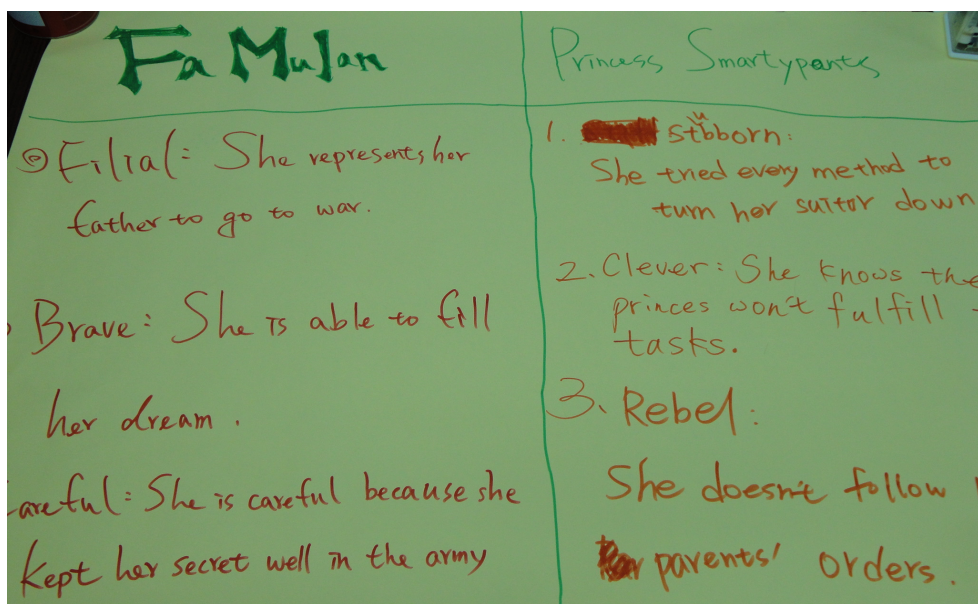 Fa Mulan
Filial: She represents her
father to go to war.
Brave: She is able to fill
her dream.
Careful: She is careful because she
kept her secret well in the army
Princess Smartypants
1. stubborn:
She tried every method to
turn her suitor down
2. Clever: She knows the
princes won't fulfill
tasks.
3. Rebel:
She doesn't follow
parents' orders.